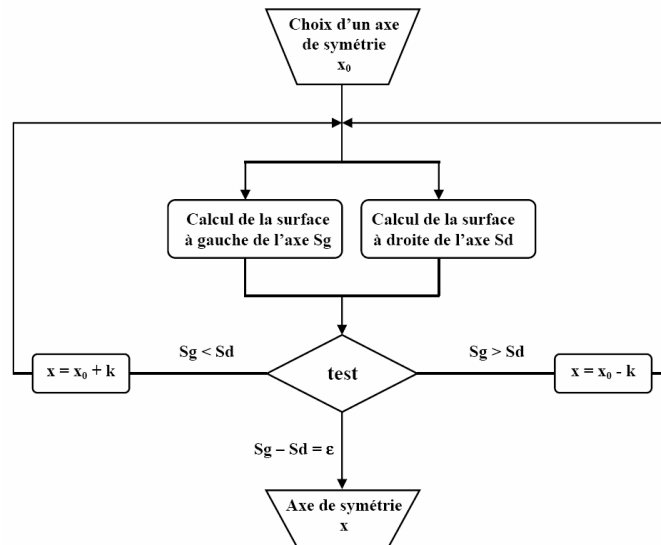 Choix d'un axe
de symétrie
x₀
Calcul de la surface
à gauche de l'axe Sg
Calcul de la surface
à droite de l'axe Sd
Sg < Sd
Sg > Sd
x = x₀ + k
test
x = x₀ - k
Sg – Sd = ε
Axe de symétrie
x